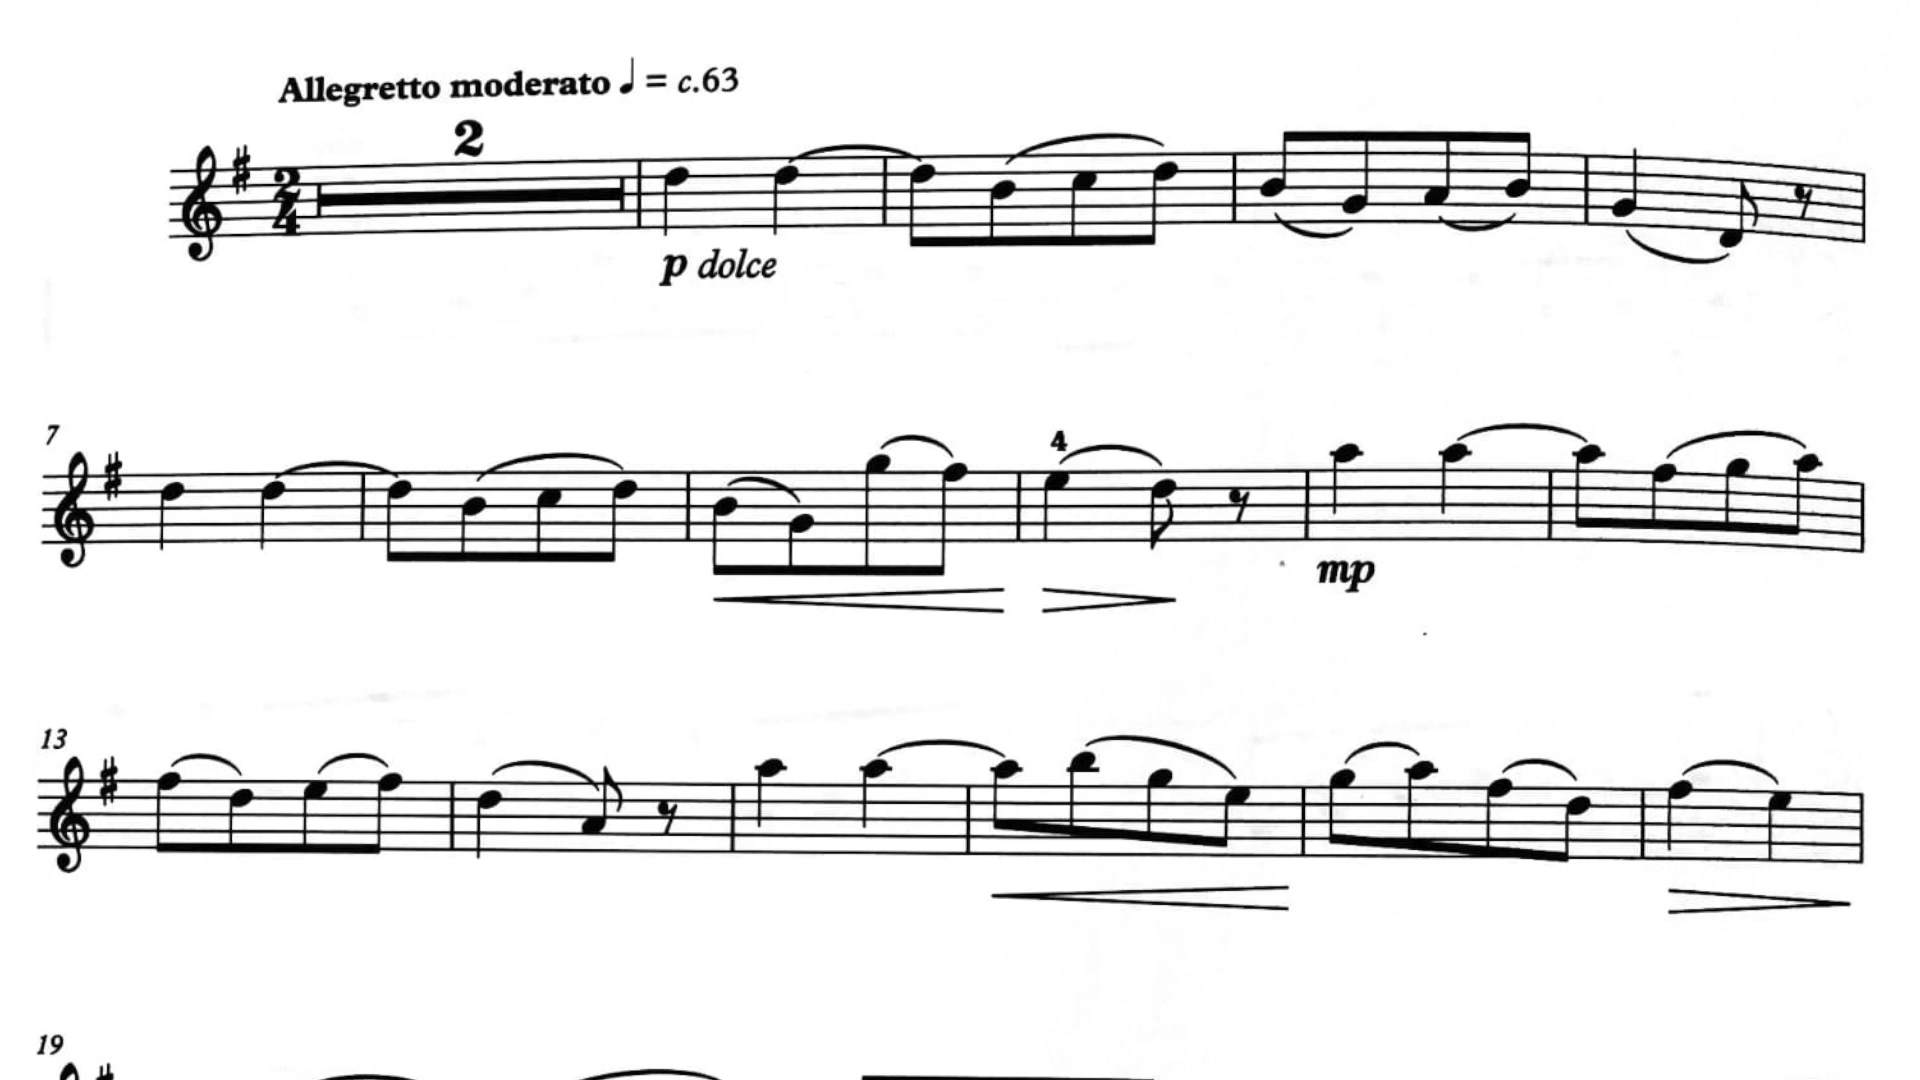 Allegretto moderato ♩ = c.63
2
2
4
p dolce
7
4
mp
13
19